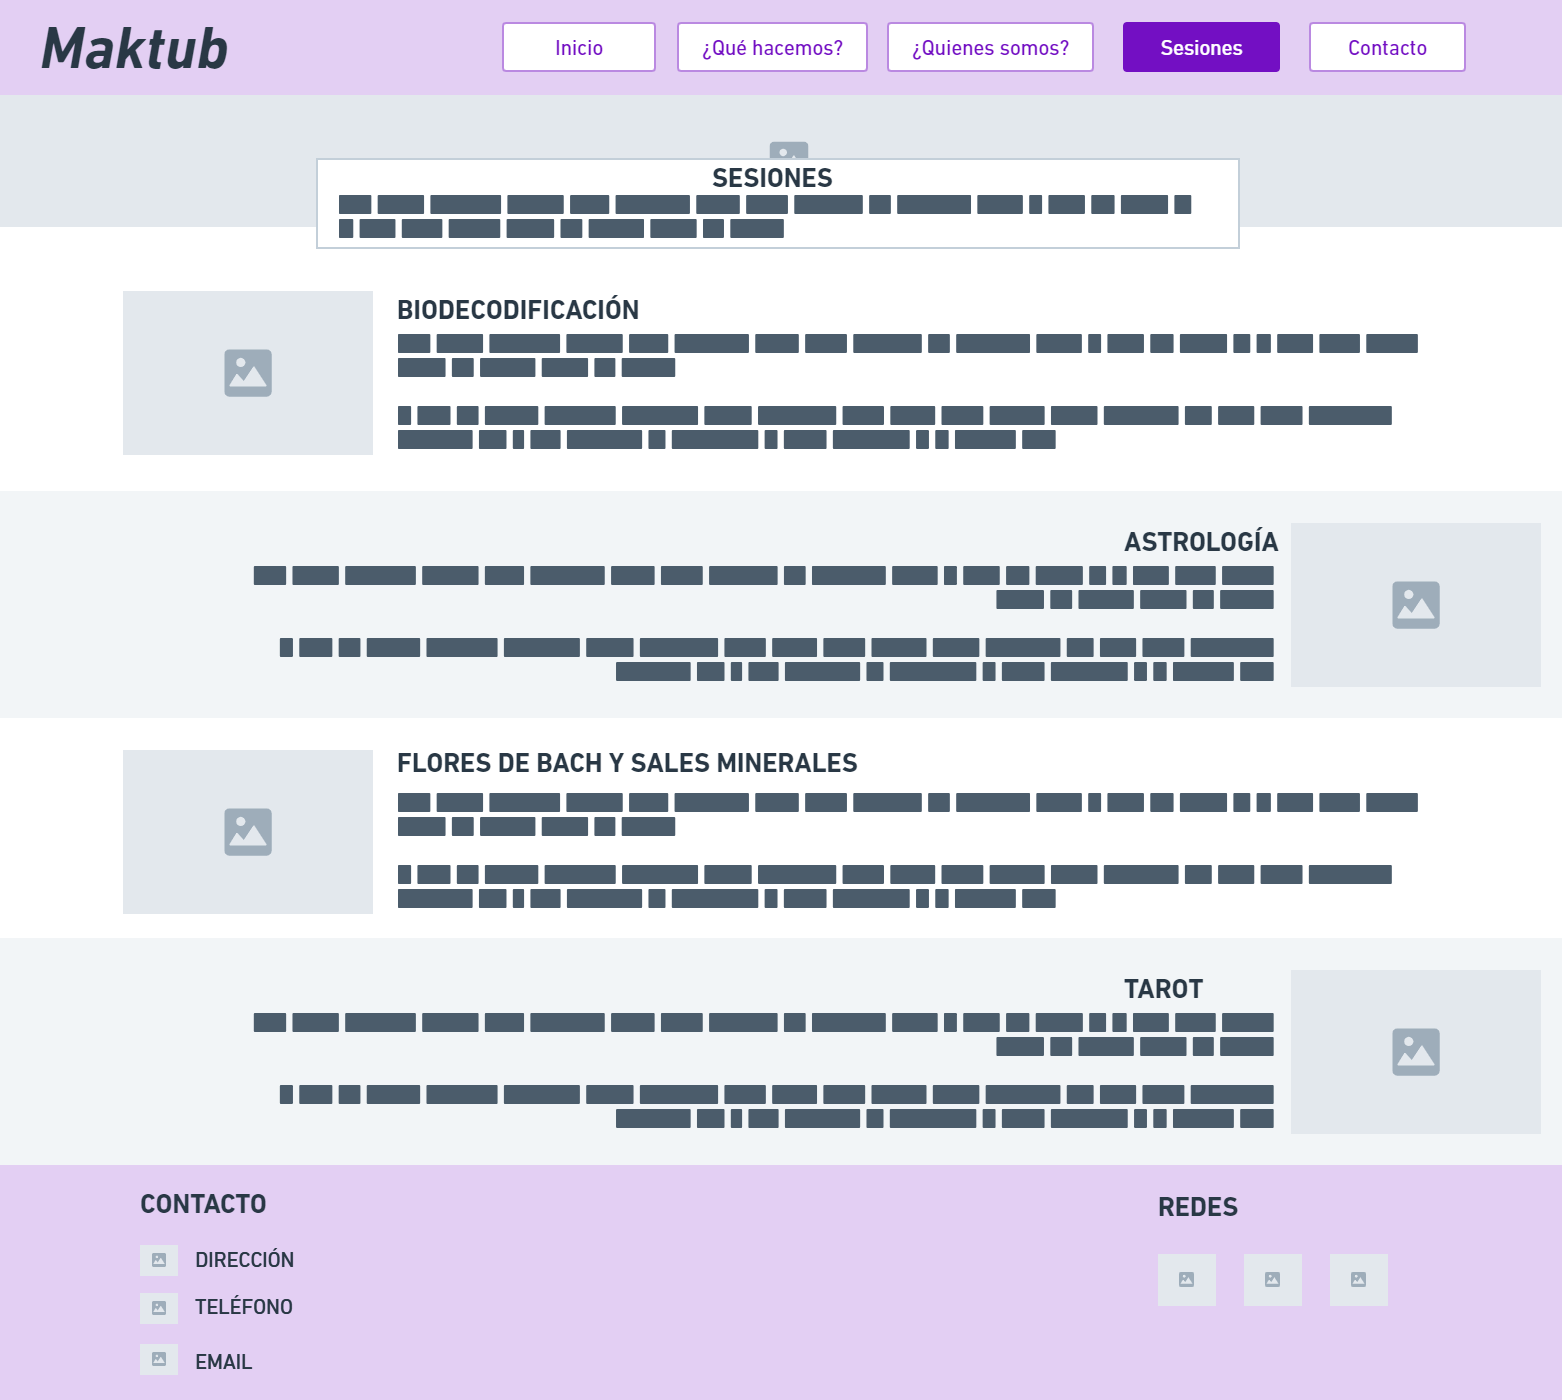 Maktub
Inicio
¿Qué hacemos?
¿Quienes somos?
Sesiones
Contacto
SESIONES
BIODECODIFICACIÓN
ASTROLOGÍA
FLORES DE BACH Y SALES MINERALES
TAROT
CONTACTO
DIRECCIÓN
TELÉFONO
EMAIL
REDES